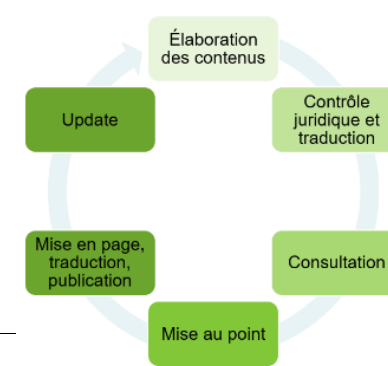 Élaboration
des contenus
Contrôle
juridique et
traduction
Consultation
Mise au point
Mise en page,
traduction,
publication
Update